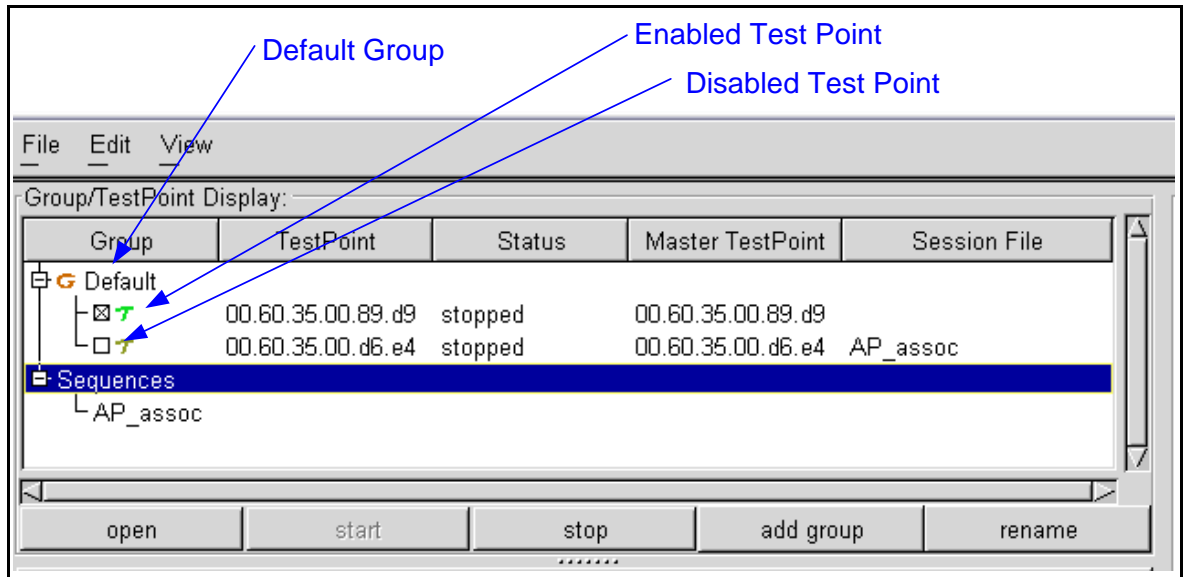 Default Group
Enabled Test Point
Disabled Test Point
File Edit View
Group/TestPoint Display:
Group TestPoint Status Master TestPoint Session File
G Default
T 00.60.35.00.89.d9 stopped 00.60.35.00.89.d9
T 00.60.35.00.d6.e4 stopped 00.60.35.00.d6.e4 AP_assoc
Sequences
AP_assoc
open start stop add group rename